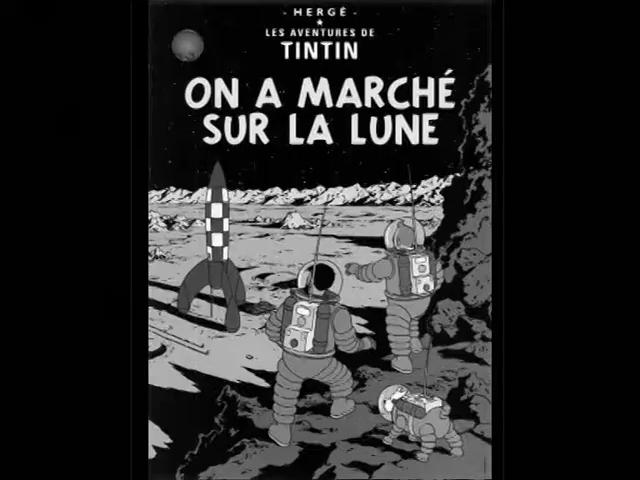 - HERGÉ -
LES AVENTURES DE
TINTIN
ON A MARCHÉ
SUR LA LUNE